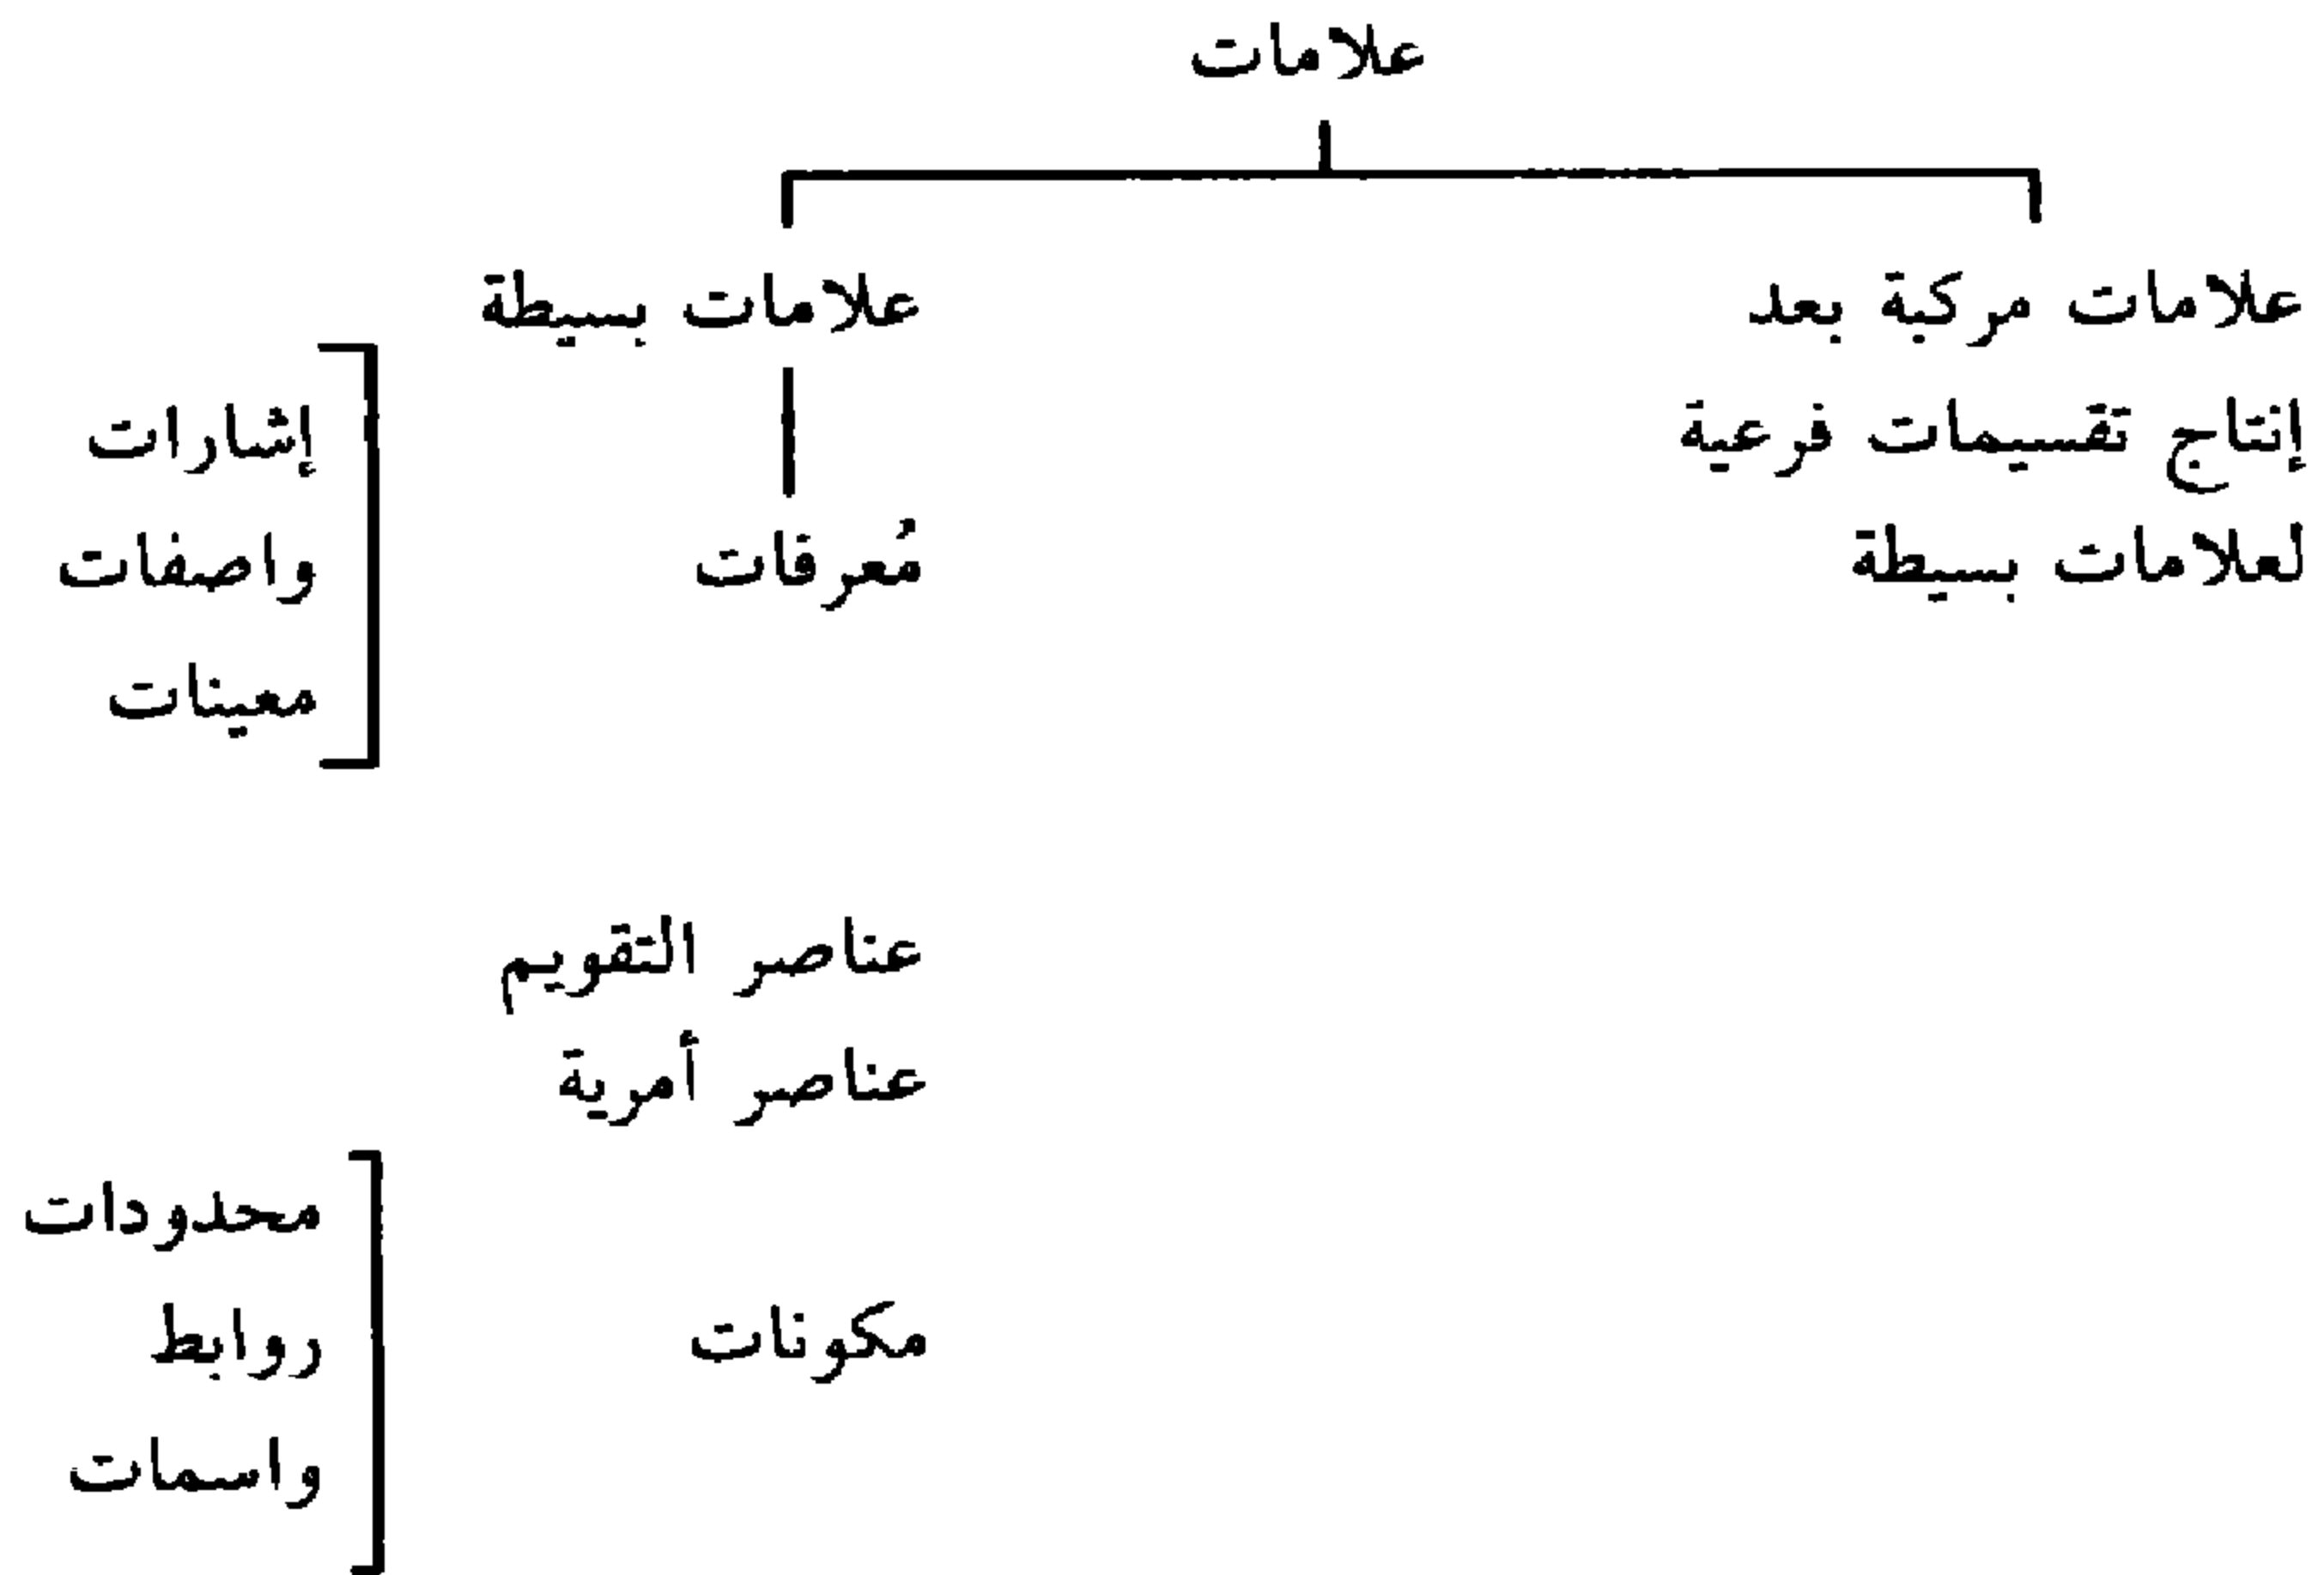 علامات
علامات مركبة بعد
إنتاج تقسيمات فرعية
لعلامات بسيطة
علامات بسيطة
مُعرفات
إشارات
واصفات
معينات
عناصر التقويم
عناصر أمرية
مكونات
محدودات
روابط
واسمات